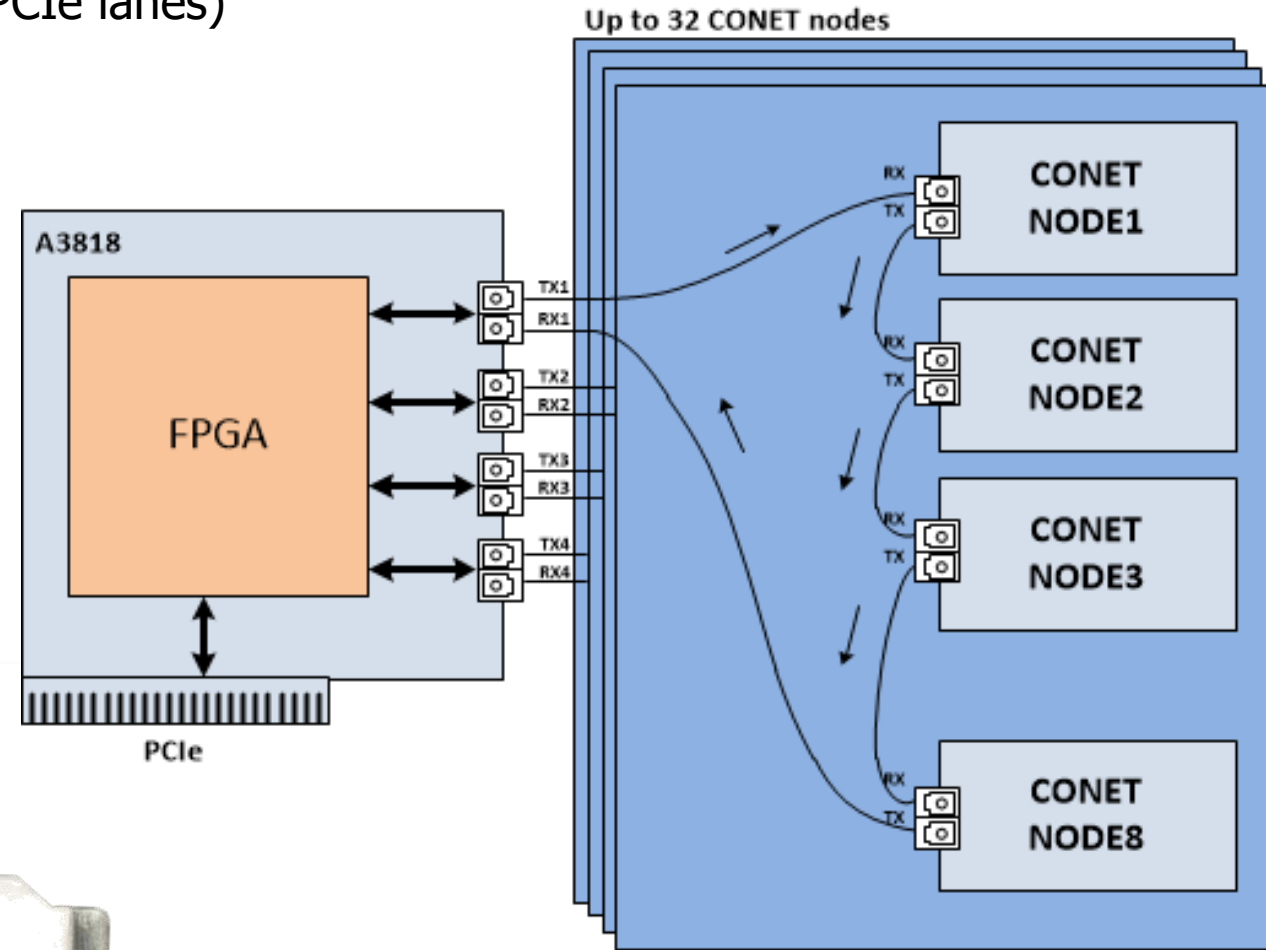 PCIe lanes)
Up to 32 CONET nodes
A3818
FPGA
PCIe
TX1
RX1
TX2
RX2
TX3
RX3
TX4
RX4
RX
TX
CONET
NODE1
RX
TX
CONET
NODE2
RX
TX
CONET
NODE3
RX
TX
CONET
NODE8